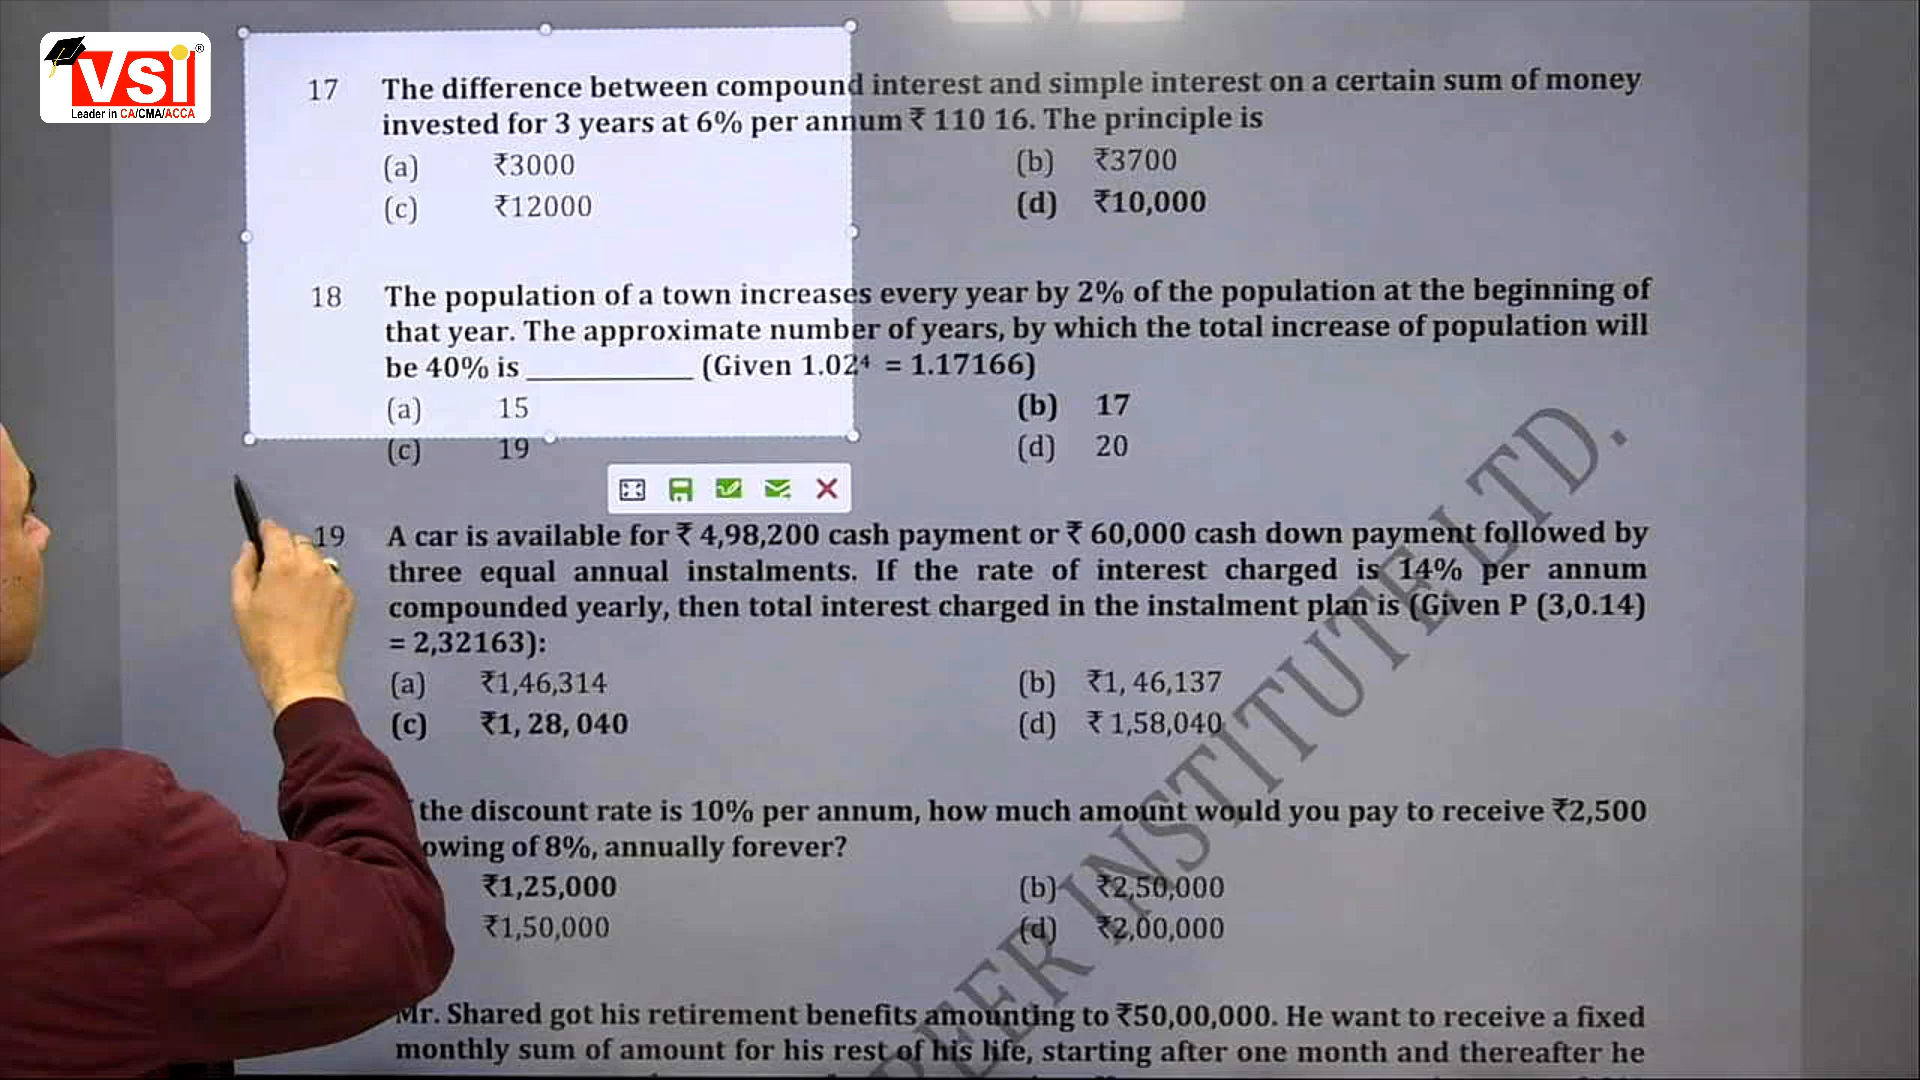 VSI ®
Leader in CA/CMA/ACCA
17 The difference between compound interest and simple interest on a certain sum of money
invested for 3 years at 6% per annum ₹ 110 16. The principle is
(a) ₹3000 (b) ₹3700
(c) ₹12000 (d) ₹10,000
18 The population of a town increases every year by 2% of the population at the beginning of
that year. The approximate number of years, by which the total increase of population will
be 40% is ____________ (Given 1.02⁴ = 1.17166)
(a) 15 (b) 17
(c) 19 (d) 20
19 A car is available for ₹ 4,98,200 cash payment or ₹ 60,000 cash down payment followed by
three equal annual instalments. If the rate of interest charged is 14% per annum
compounded yearly, then total interest charged in the instalment plan is (Given P (3,0.14)
= 2,32163):
(a) ₹1,46,314 (b) ₹1, 46,137
(c) ₹1, 28, 040 (d) ₹ 1,58,040
the discount rate is 10% per annum, how much amount would you pay to receive ₹2,500
owing of 8%, annually forever?
₹1,25,000 (b) ₹2,50,000
₹1,50,000 (d) ₹2,00,000
Mr. Shared got his retirement benefits amounting to ₹50,00,000. He want to receive a fixed
monthly sum of amount for his rest of his life, starting after one month and thereafter he
PEER INSTITUTE LTD.